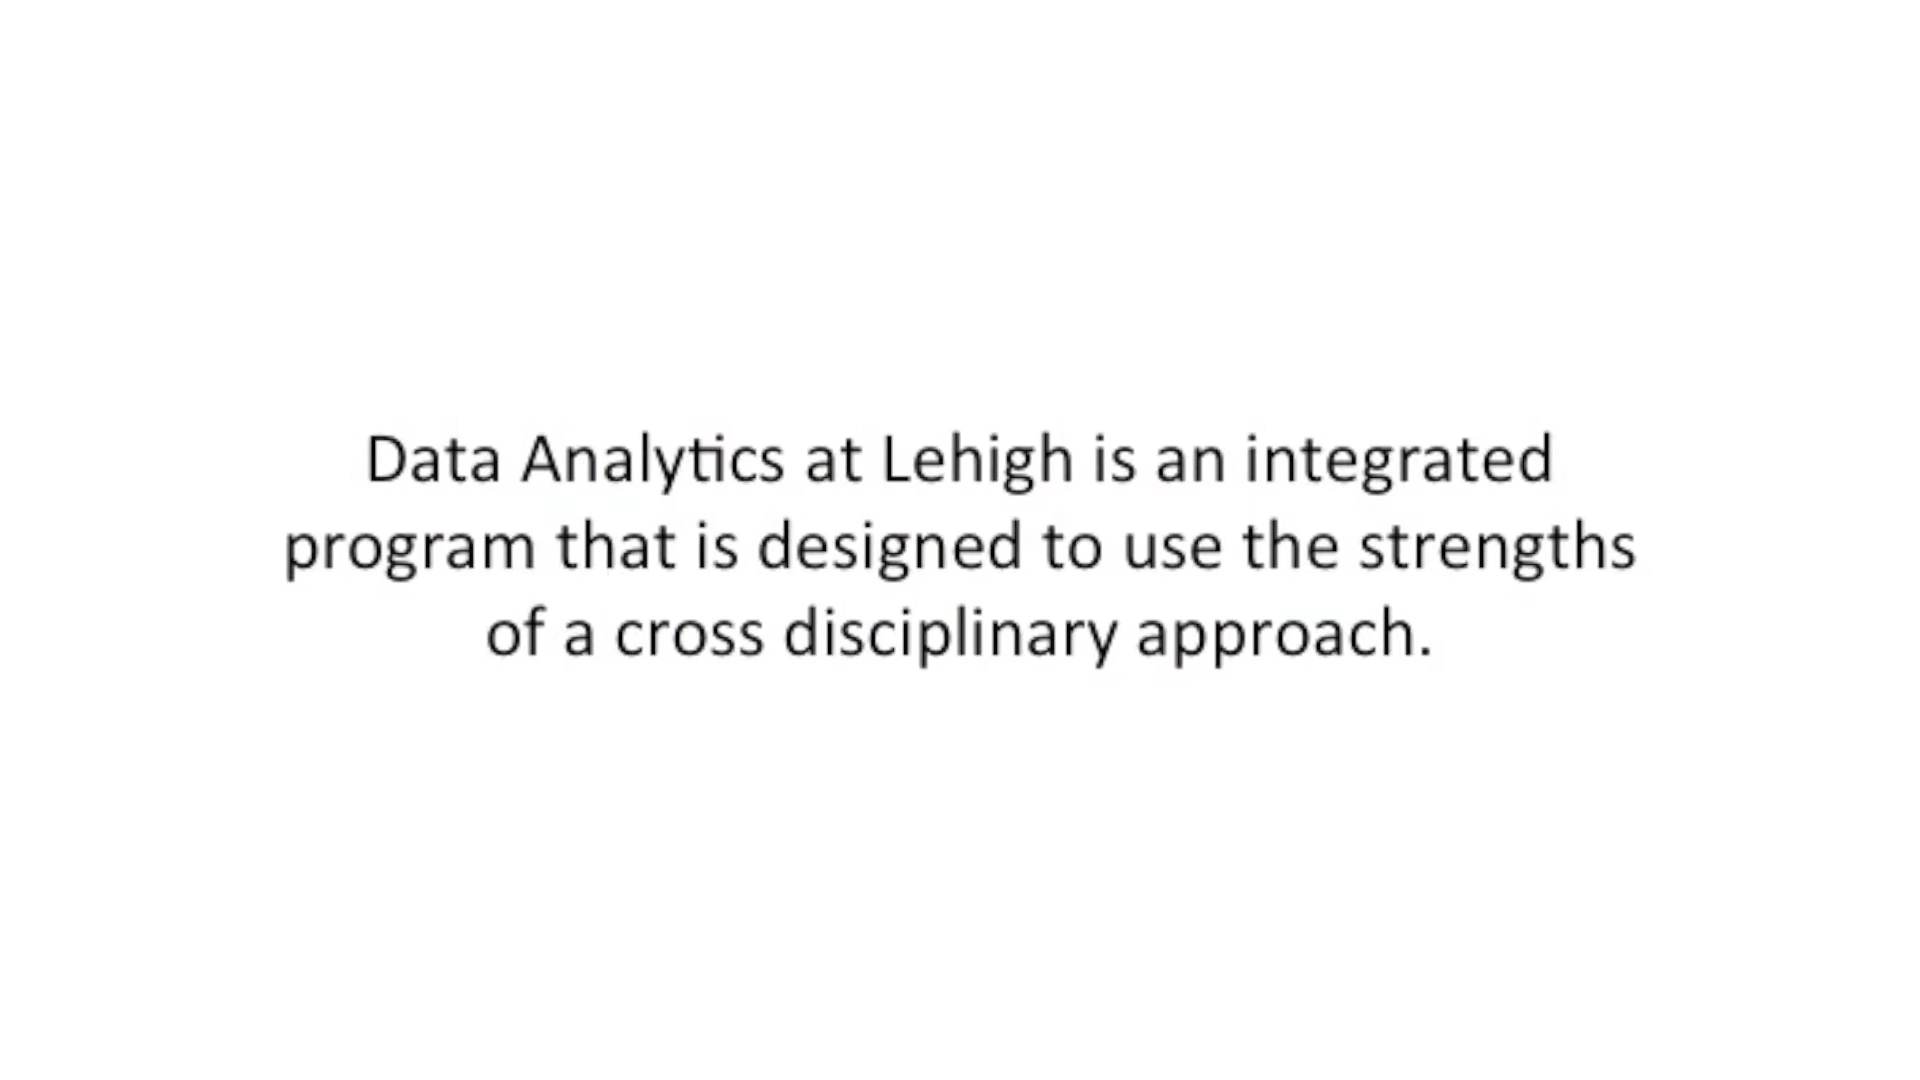 Data Analytics at Lehigh is an integrated
program that is designed to use the strengths
of a cross disciplinary approach.